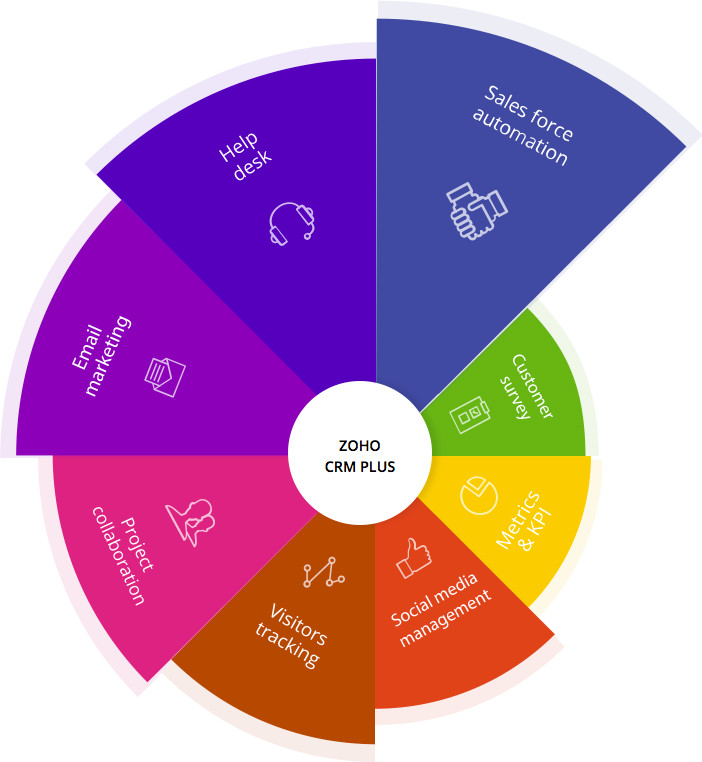 Sales force
automation
Help
desk
Email
marketing
Customer
survey
ZOHO
CRM PLUS
Metrics
& KPI
Project
collaboration
Social media
management
Visitors
tracking